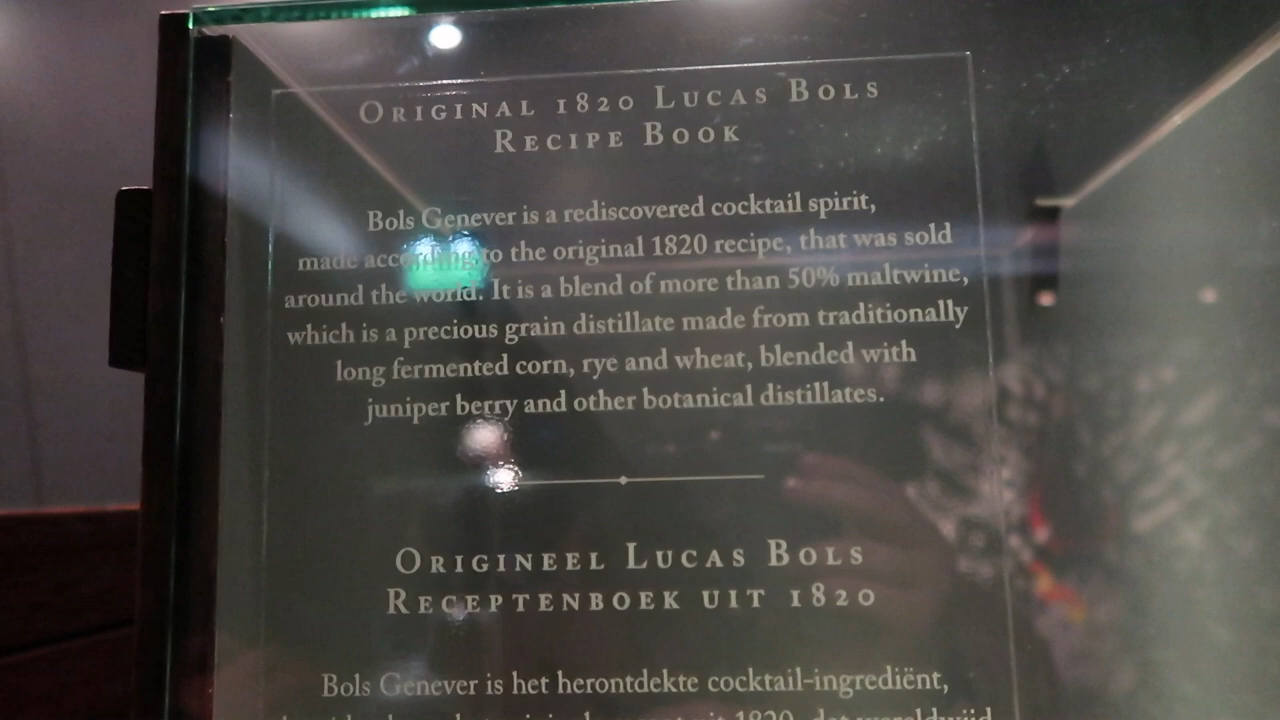 Original 1820 Lucas Bols
Recipe Book
Bols Genever is a rediscovered cocktail spirit,
made according to the original 1820 recipe, that was sold
around the world. It is a blend of more than 50% maltwine,
which is a precious grain distillate made from traditionally
long fermented corn, rye and wheat, blended with
juniper berry and other botanical distillates.
Origineel Lucas Bols
Receptenboek uit 1820
Bols Genever is het herontdekte cocktail-ingrediënt,
1820, dat wereldwijd